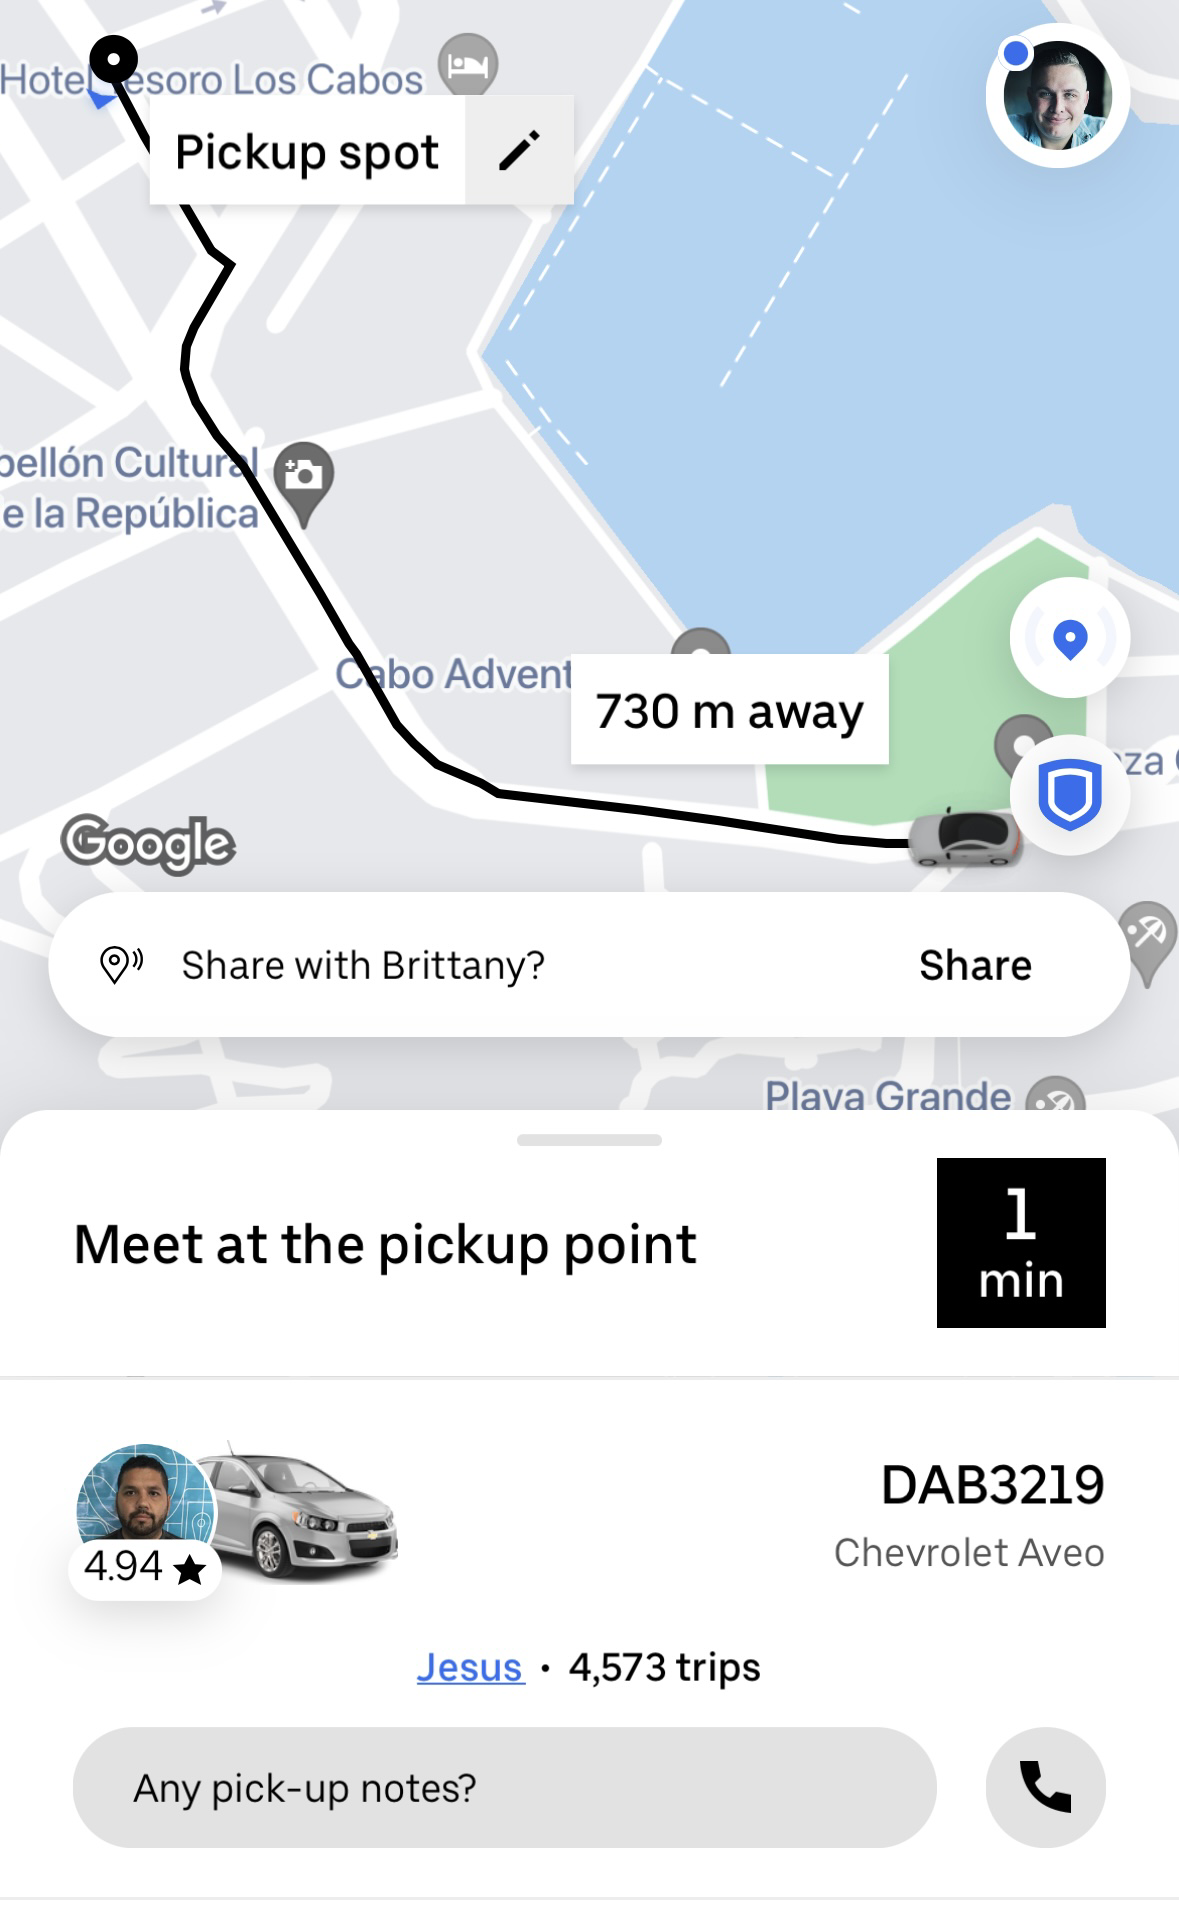 Hotel Tesoro Los Cabos
Pickup spot
bellón Cultural
e la República
Cabo Advent
730 m away
za
Google
Share with Brittany?
Share
Playa Grande
Meet at the pickup point
1
min
4.94
DAB3219
Chevrolet Aveo
Jesus • 4,573 trips
Any pick-up notes?